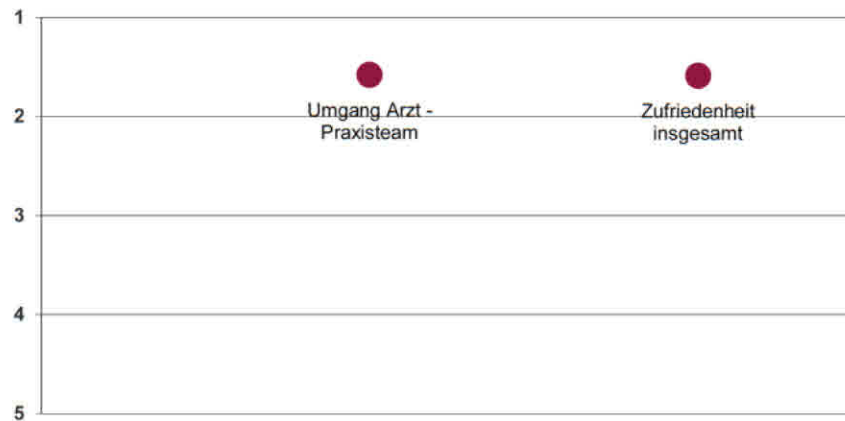 1
2
3
4
5
Umgang Arzt -
Praxisteam
Zufriedenheit
insgesamt